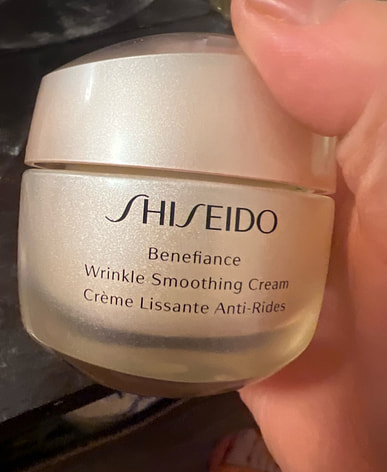 SHISEIDO
Benefiance
Wrinkle Smoothing Cream
Crème Lissante Anti-Rides